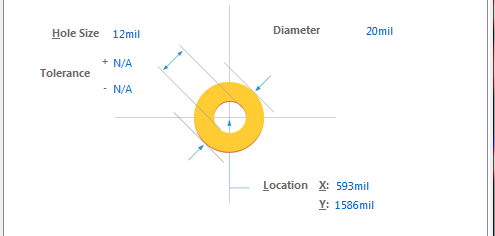 Hole Size 12mil
Diameter 20mil
Tolerance + N/A
- N/A
Location X: 593mil
Y: 1586mil